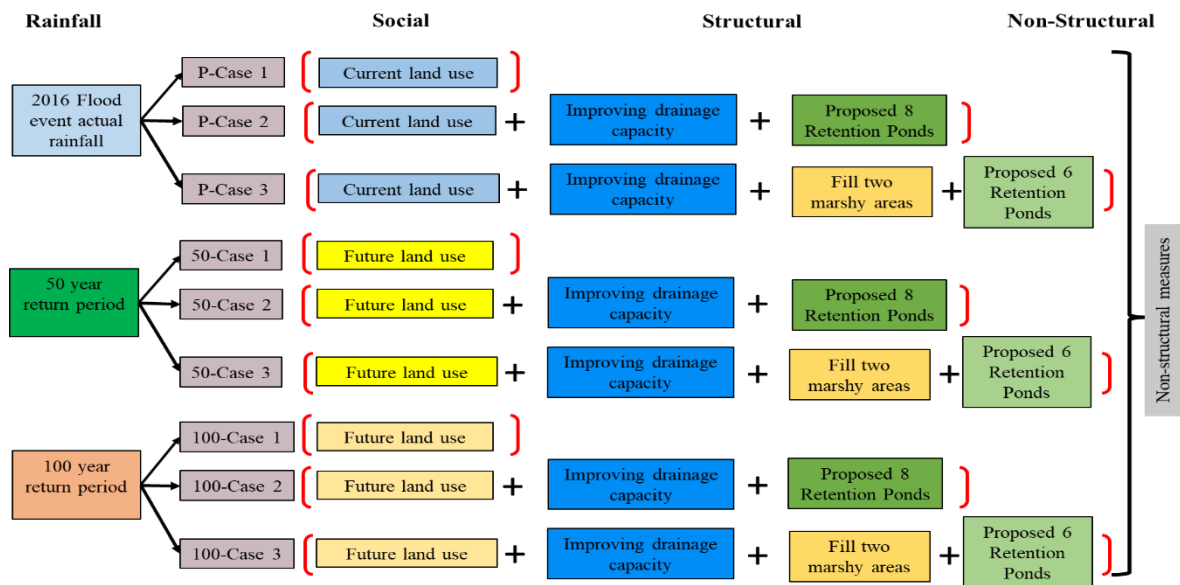 Rainfall
Social
Structural
Non-Structural
2016 Flood
event actual
rainfall
P-Case 1
Current land use
P-Case 2
Current land use
+
Improving drainage
capacity
+
Proposed 8
Retention Ponds
P-Case 3
Current land use
+
Improving drainage
capacity
+
Fill two
marshy areas
+
Proposed 6
Retention
Ponds
50 year
return period
50-Case 1
Future land use
50-Case 2
Future land use
+
Improving drainage
capacity
+
Proposed 8
Retention Ponds
50-Case 3
Future land use
+
Improving drainage
capacity
+
Fill two
marshy areas
+
Proposed 6
Retention
Ponds
100 year
return period
100-Case 1
Future land use
100-Case 2
Future land use
+
Improving drainage
capacity
+
Proposed 8
Retention Ponds
100-Case 3
Future land use
+
Improving drainage
capacity
+
Fill two
marshy areas
+
Proposed 6
Retention
Ponds
Non-structural measures